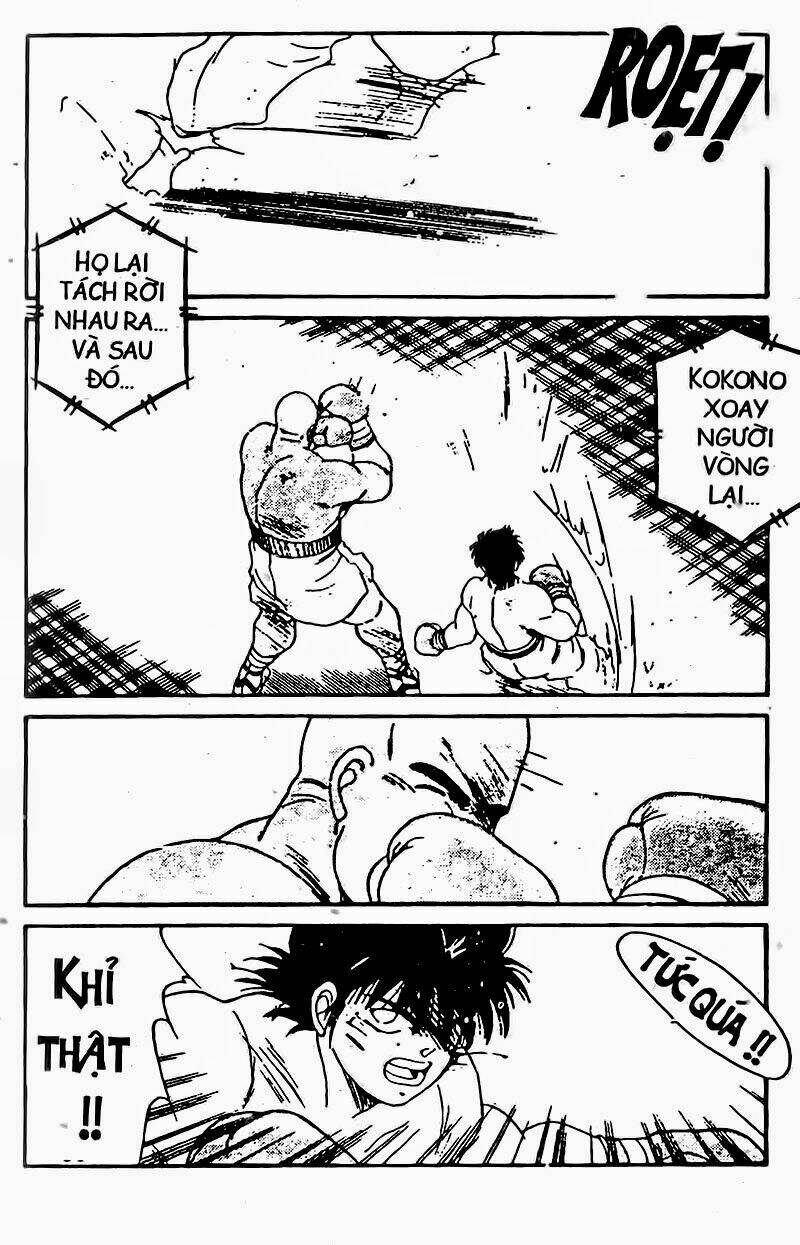 ROẸT!
HỌ LẠI
TÁCH RỜI
NHAU RA...
VÀ SAU
ĐÓ...
KOKONO
XOAY
NGƯỜI
VÒNG
LẠI...
KHỈ
THẬT
!!
TỨC QUÁ !!